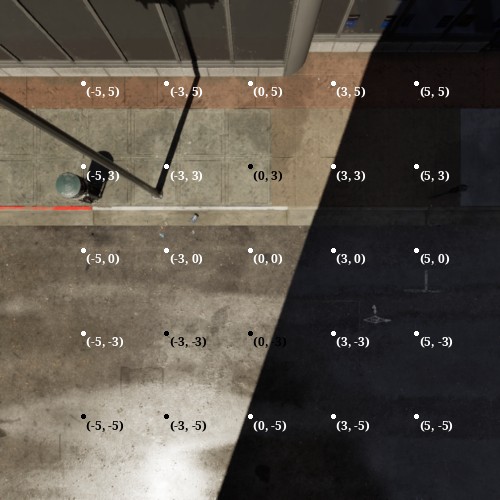 (-5, 5) (-3, 5) (0, 5) (3, 5) (5, 5)
(-5, 3) (-3, 3) (0, 3) (3, 3) (5, 3)
(-5, 0) (-3, 0) (0, 0) (3, 0) (5, 0)
(-5, -3) (-3, -3) (0, -3) (3, -3) (5, -3)
(-5, -5) (-3, -5) (0, -5) (3, -5) (5, -5)